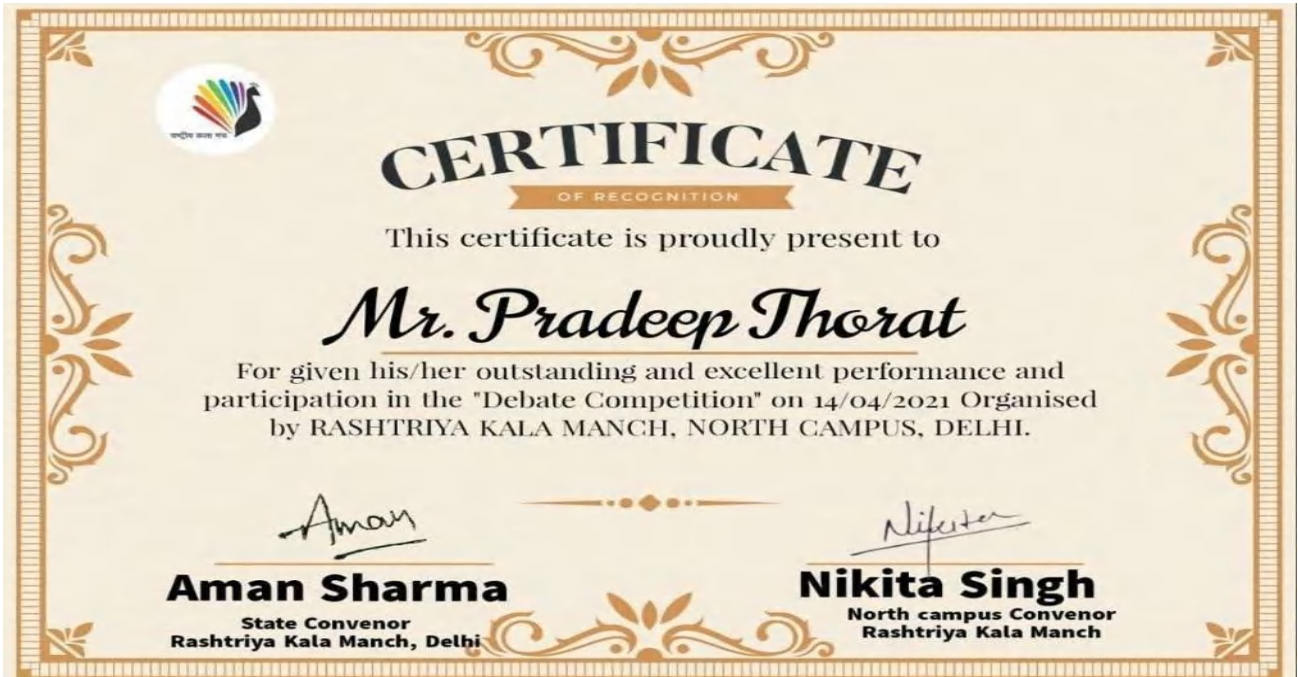 राष्ट्रीय कला मंच
CERTIFICATE
OF RECOGNITION
This certificate is proudly present to
Mr. Pradeep Thorat
For given his/her outstanding and excellent performance and
participation in the "Debate Competition" on 14/04/2021 Organised
by RASHTRIYA KALA MANCH, NORTH CAMPUS, DELHI.
Aman
Aman Sharma
State Convenor
Rashtriya Kala Manch, Delhi
Nikita
Nikita Singh
North campus Convenor
Rashtriya Kala Manch